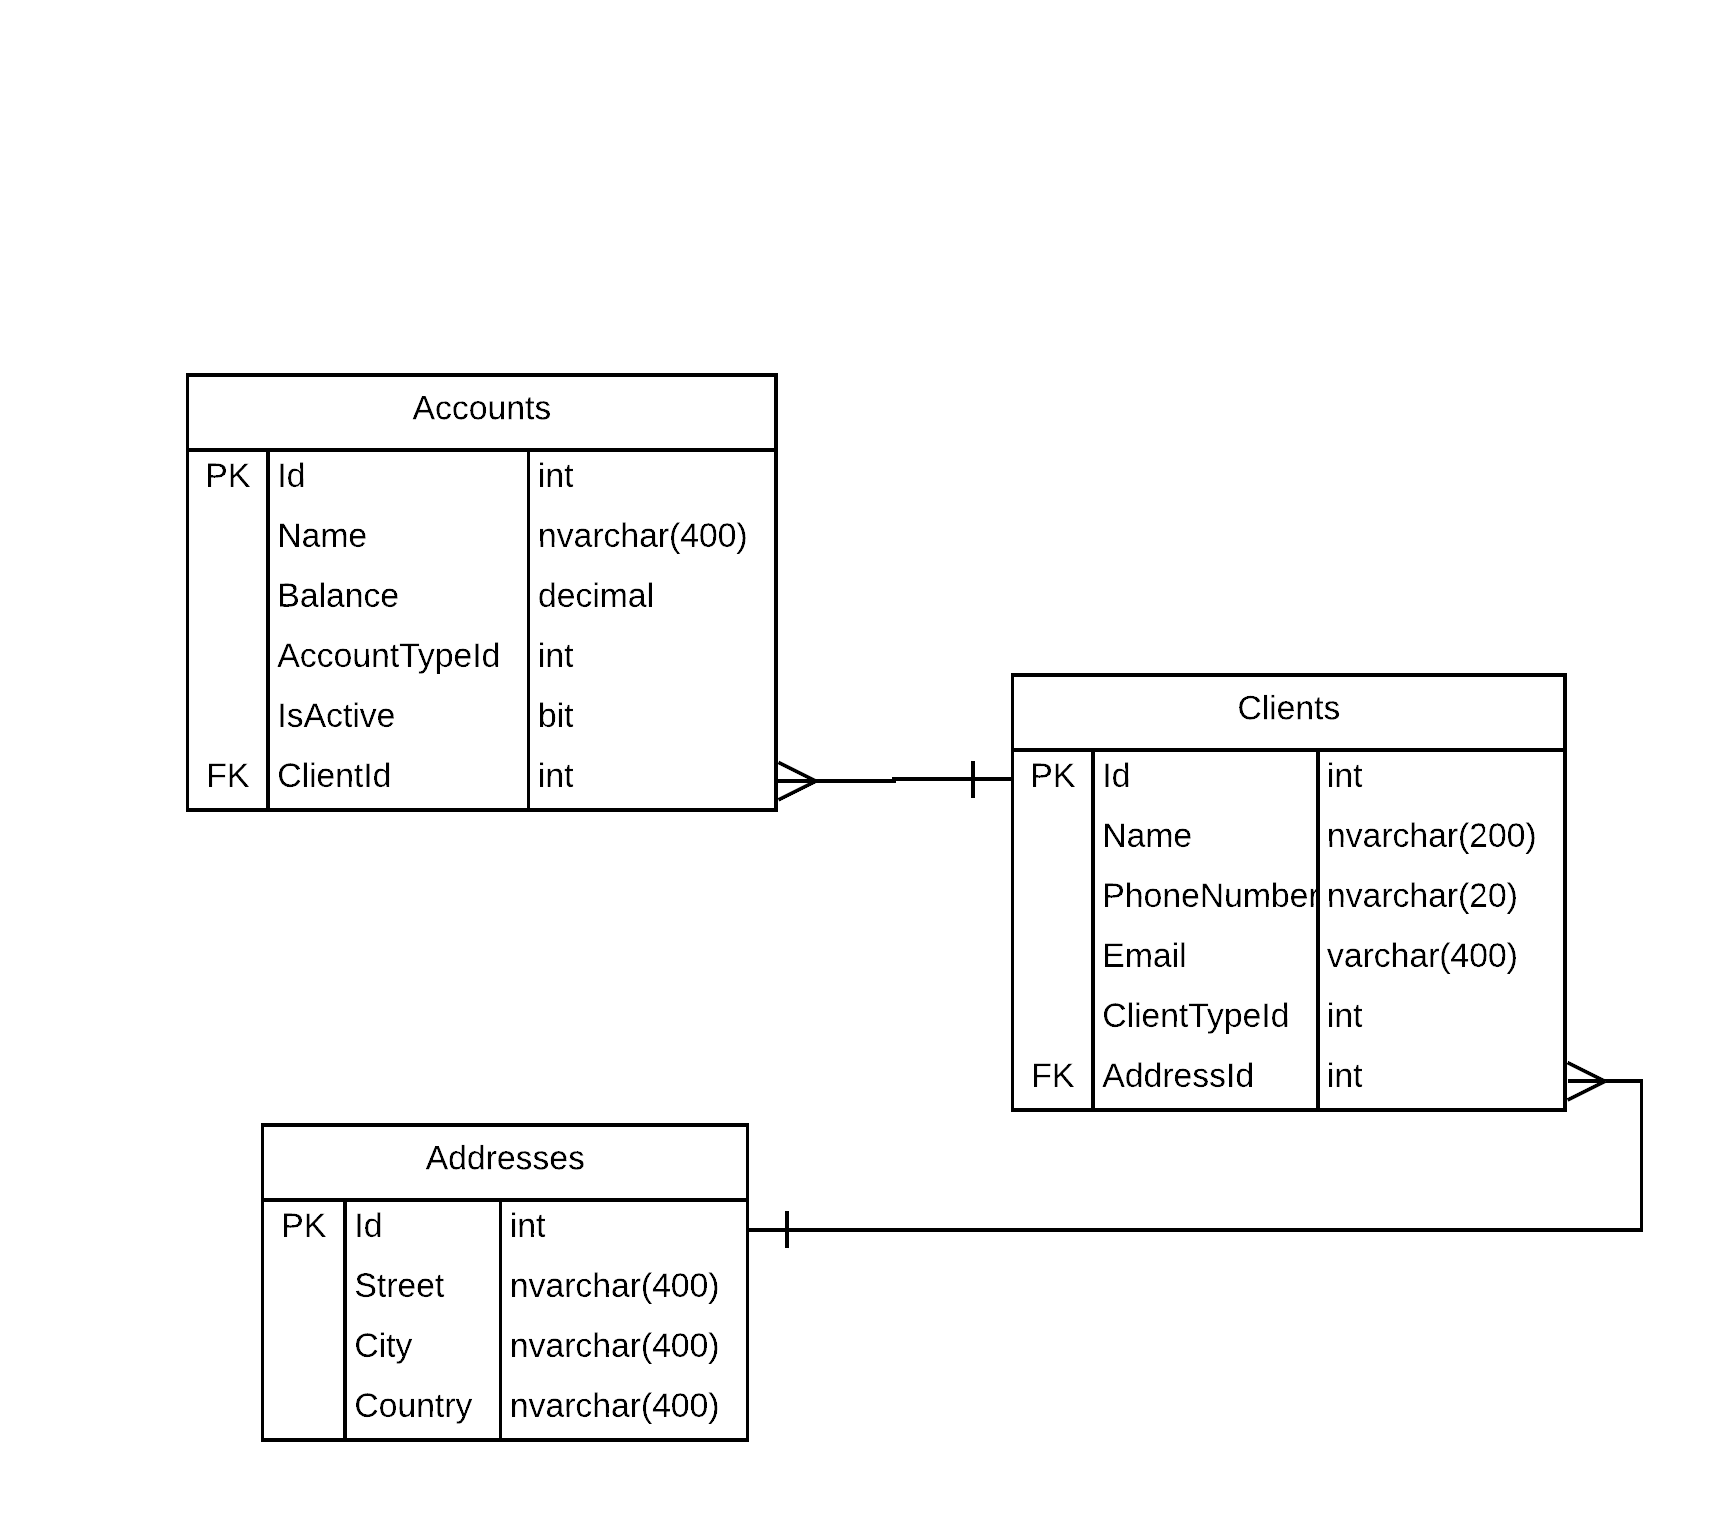 Accounts
PK Id int
Name nvarchar(400)
Balance decimal
AccountTypeId int
IsActive bit
FK ClientId int
Clients
PK Id int
Name nvarchar(200)
PhoneNumber nvarchar(20)
Email varchar(400)
ClientTypeId int
FK AddressId int
Addresses
PK Id int
Street nvarchar(400)
City nvarchar(400)
Country nvarchar(400)